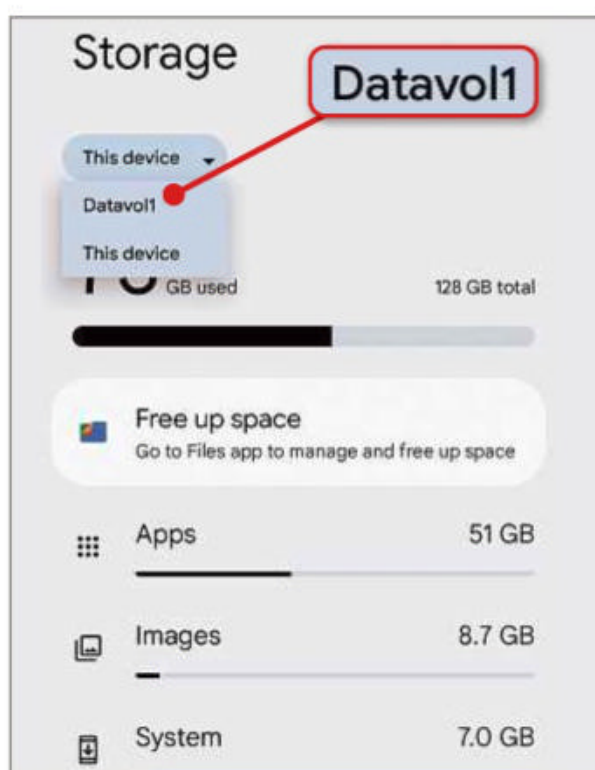 Storage
Datavol1
This device
Datavol1
This device
GB used
128 GB total
Free up space
Go to Files app to manage and free up space
Apps
51 GB
Images
8.7 GB
System
7.0 GB